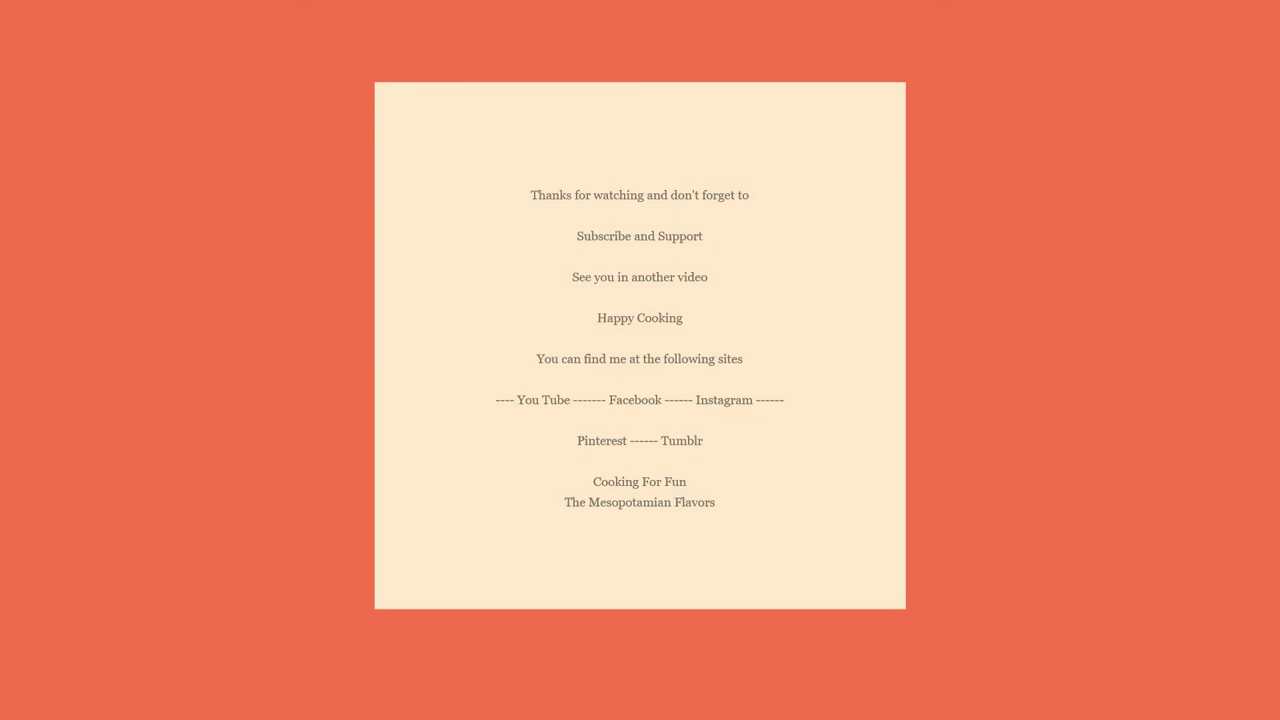 Thanks for watching and don't forget to
Subscribe and Support
See you in another video
Happy Cooking
You can find me at the following sites
---- You Tube ------- Facebook ------ Instagram ------
Pinterest ------ Tumblr
Cooking For Fun
The Mesopotamian Flavors